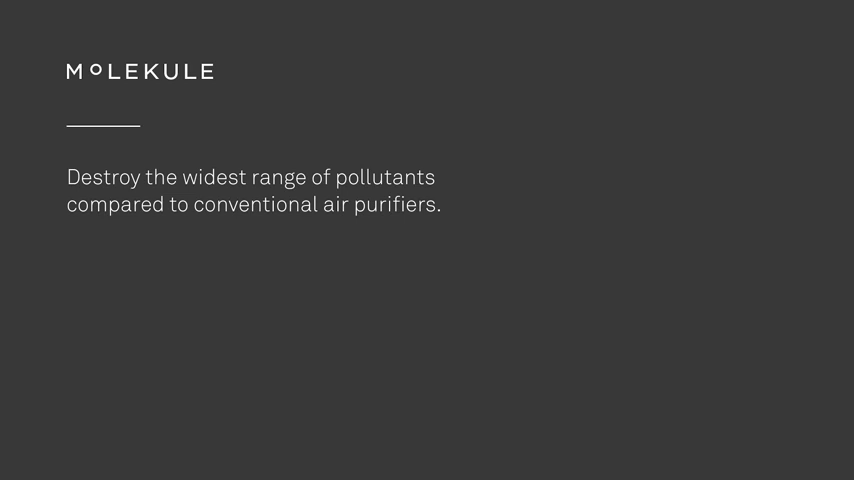 MOLEKULE
Destroy the widest range of pollutants
compared to conventional air purifiers.